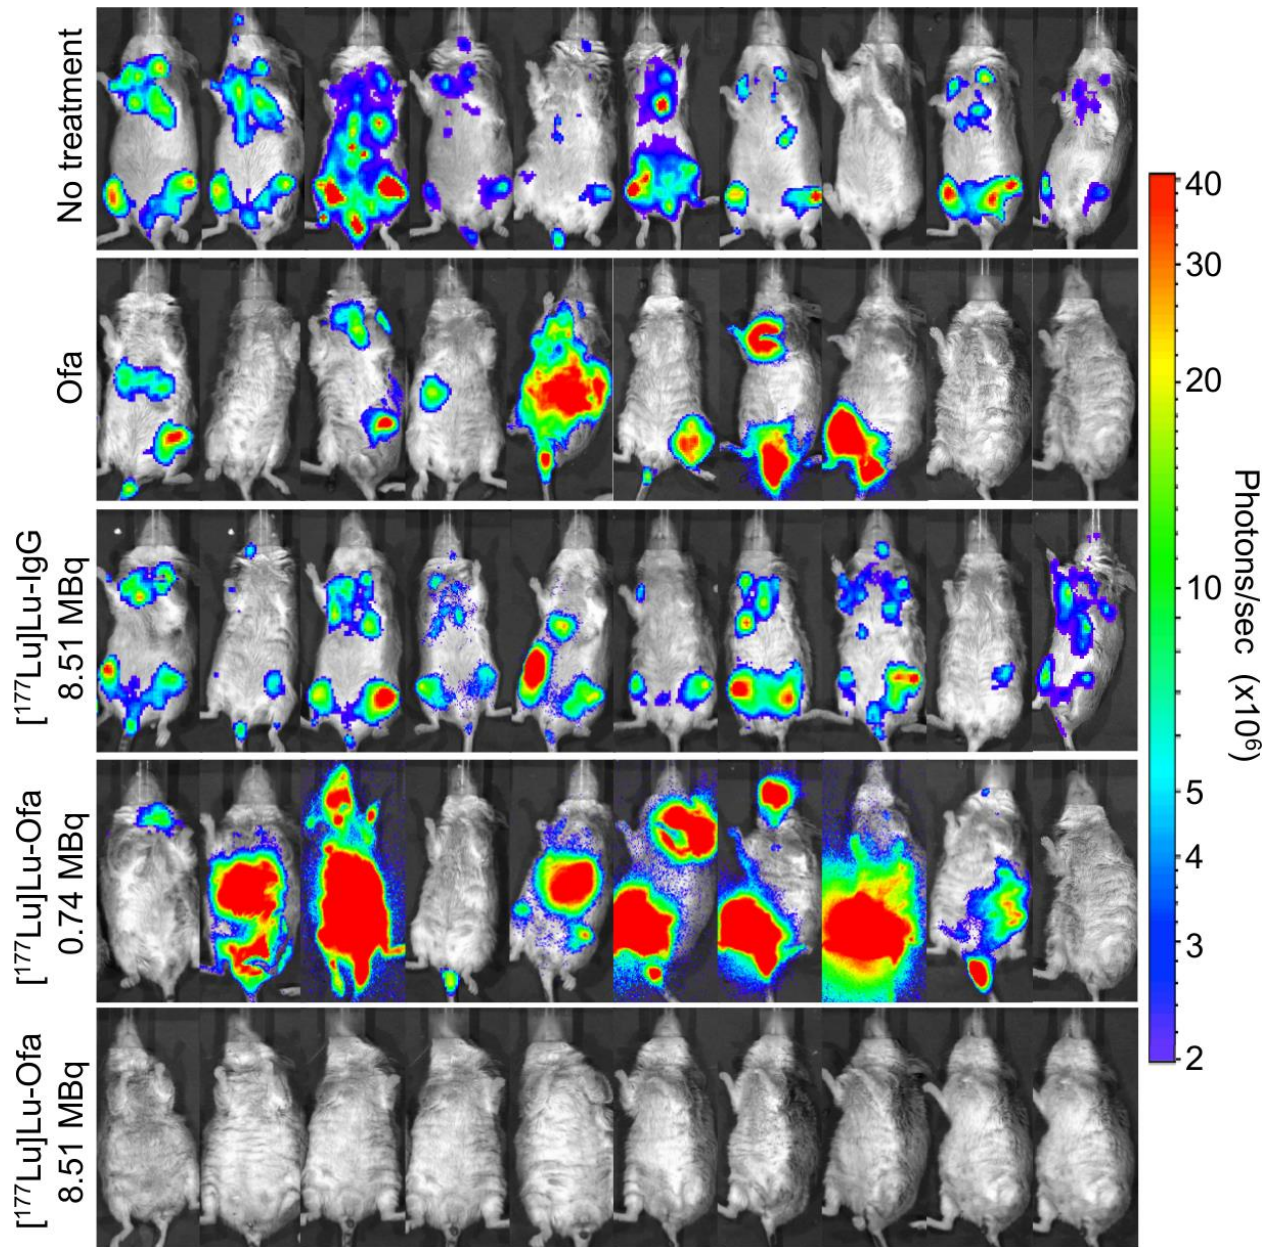 No treatment
Ofa
[¹⁷⁷Lu]Lu-IgG
8.51 MBq
[¹⁷⁷Lu]Lu-Ofa
0.74 MBq
[¹⁷⁷Lu]Lu-Ofa
8.51 MBq
40
30
20
10
5
4
3
2
Photons/sec (x10⁶)